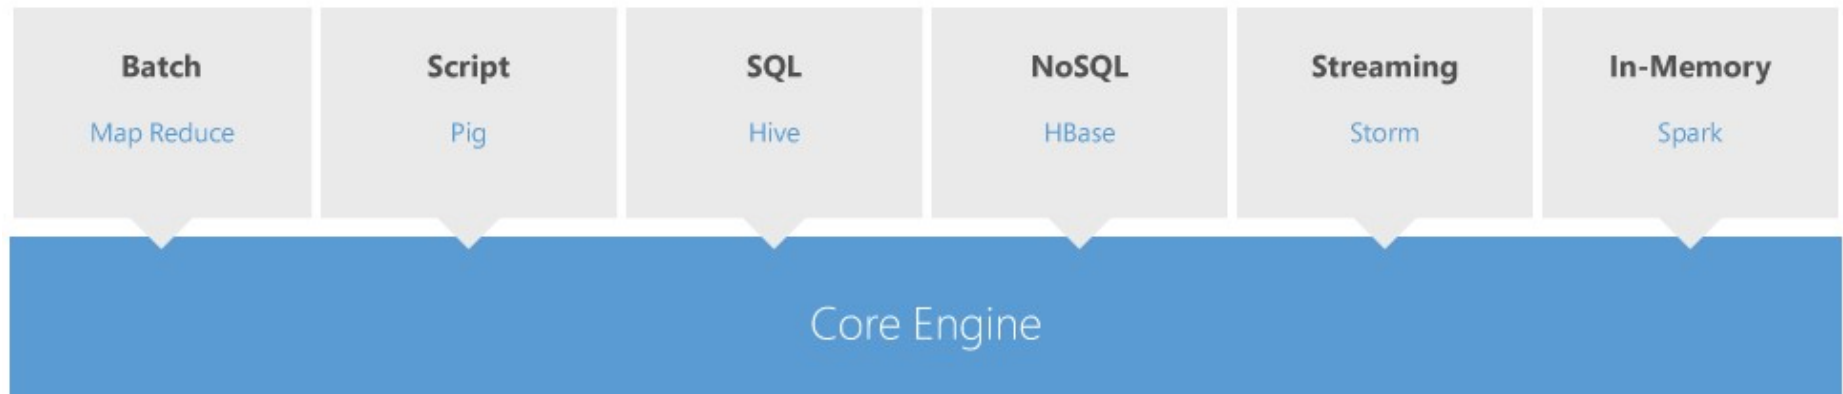 Batch
Map Reduce
Script
Pig
SQL
Hive
NoSQL
HBase
Streaming
Storm
In-Memory
Spark
Core Engine